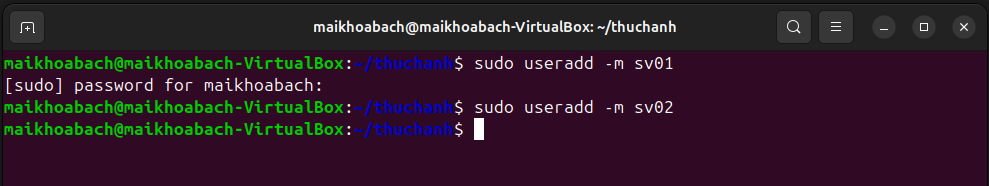 maikhoabach@maikhoabach-VirtualBox: ~/thuchanh
maikhoabach@maikhoabach-VirtualBox:~/thuchanh$ sudo useradd -m sv01
[sudo] password for maikhoabach:
maikhoabach@maikhoabach-VirtualBox:~/thuchanh$ sudo useradd -m sv02
maikhoabach@maikhoabach-VirtualBox:~/thuchanh$